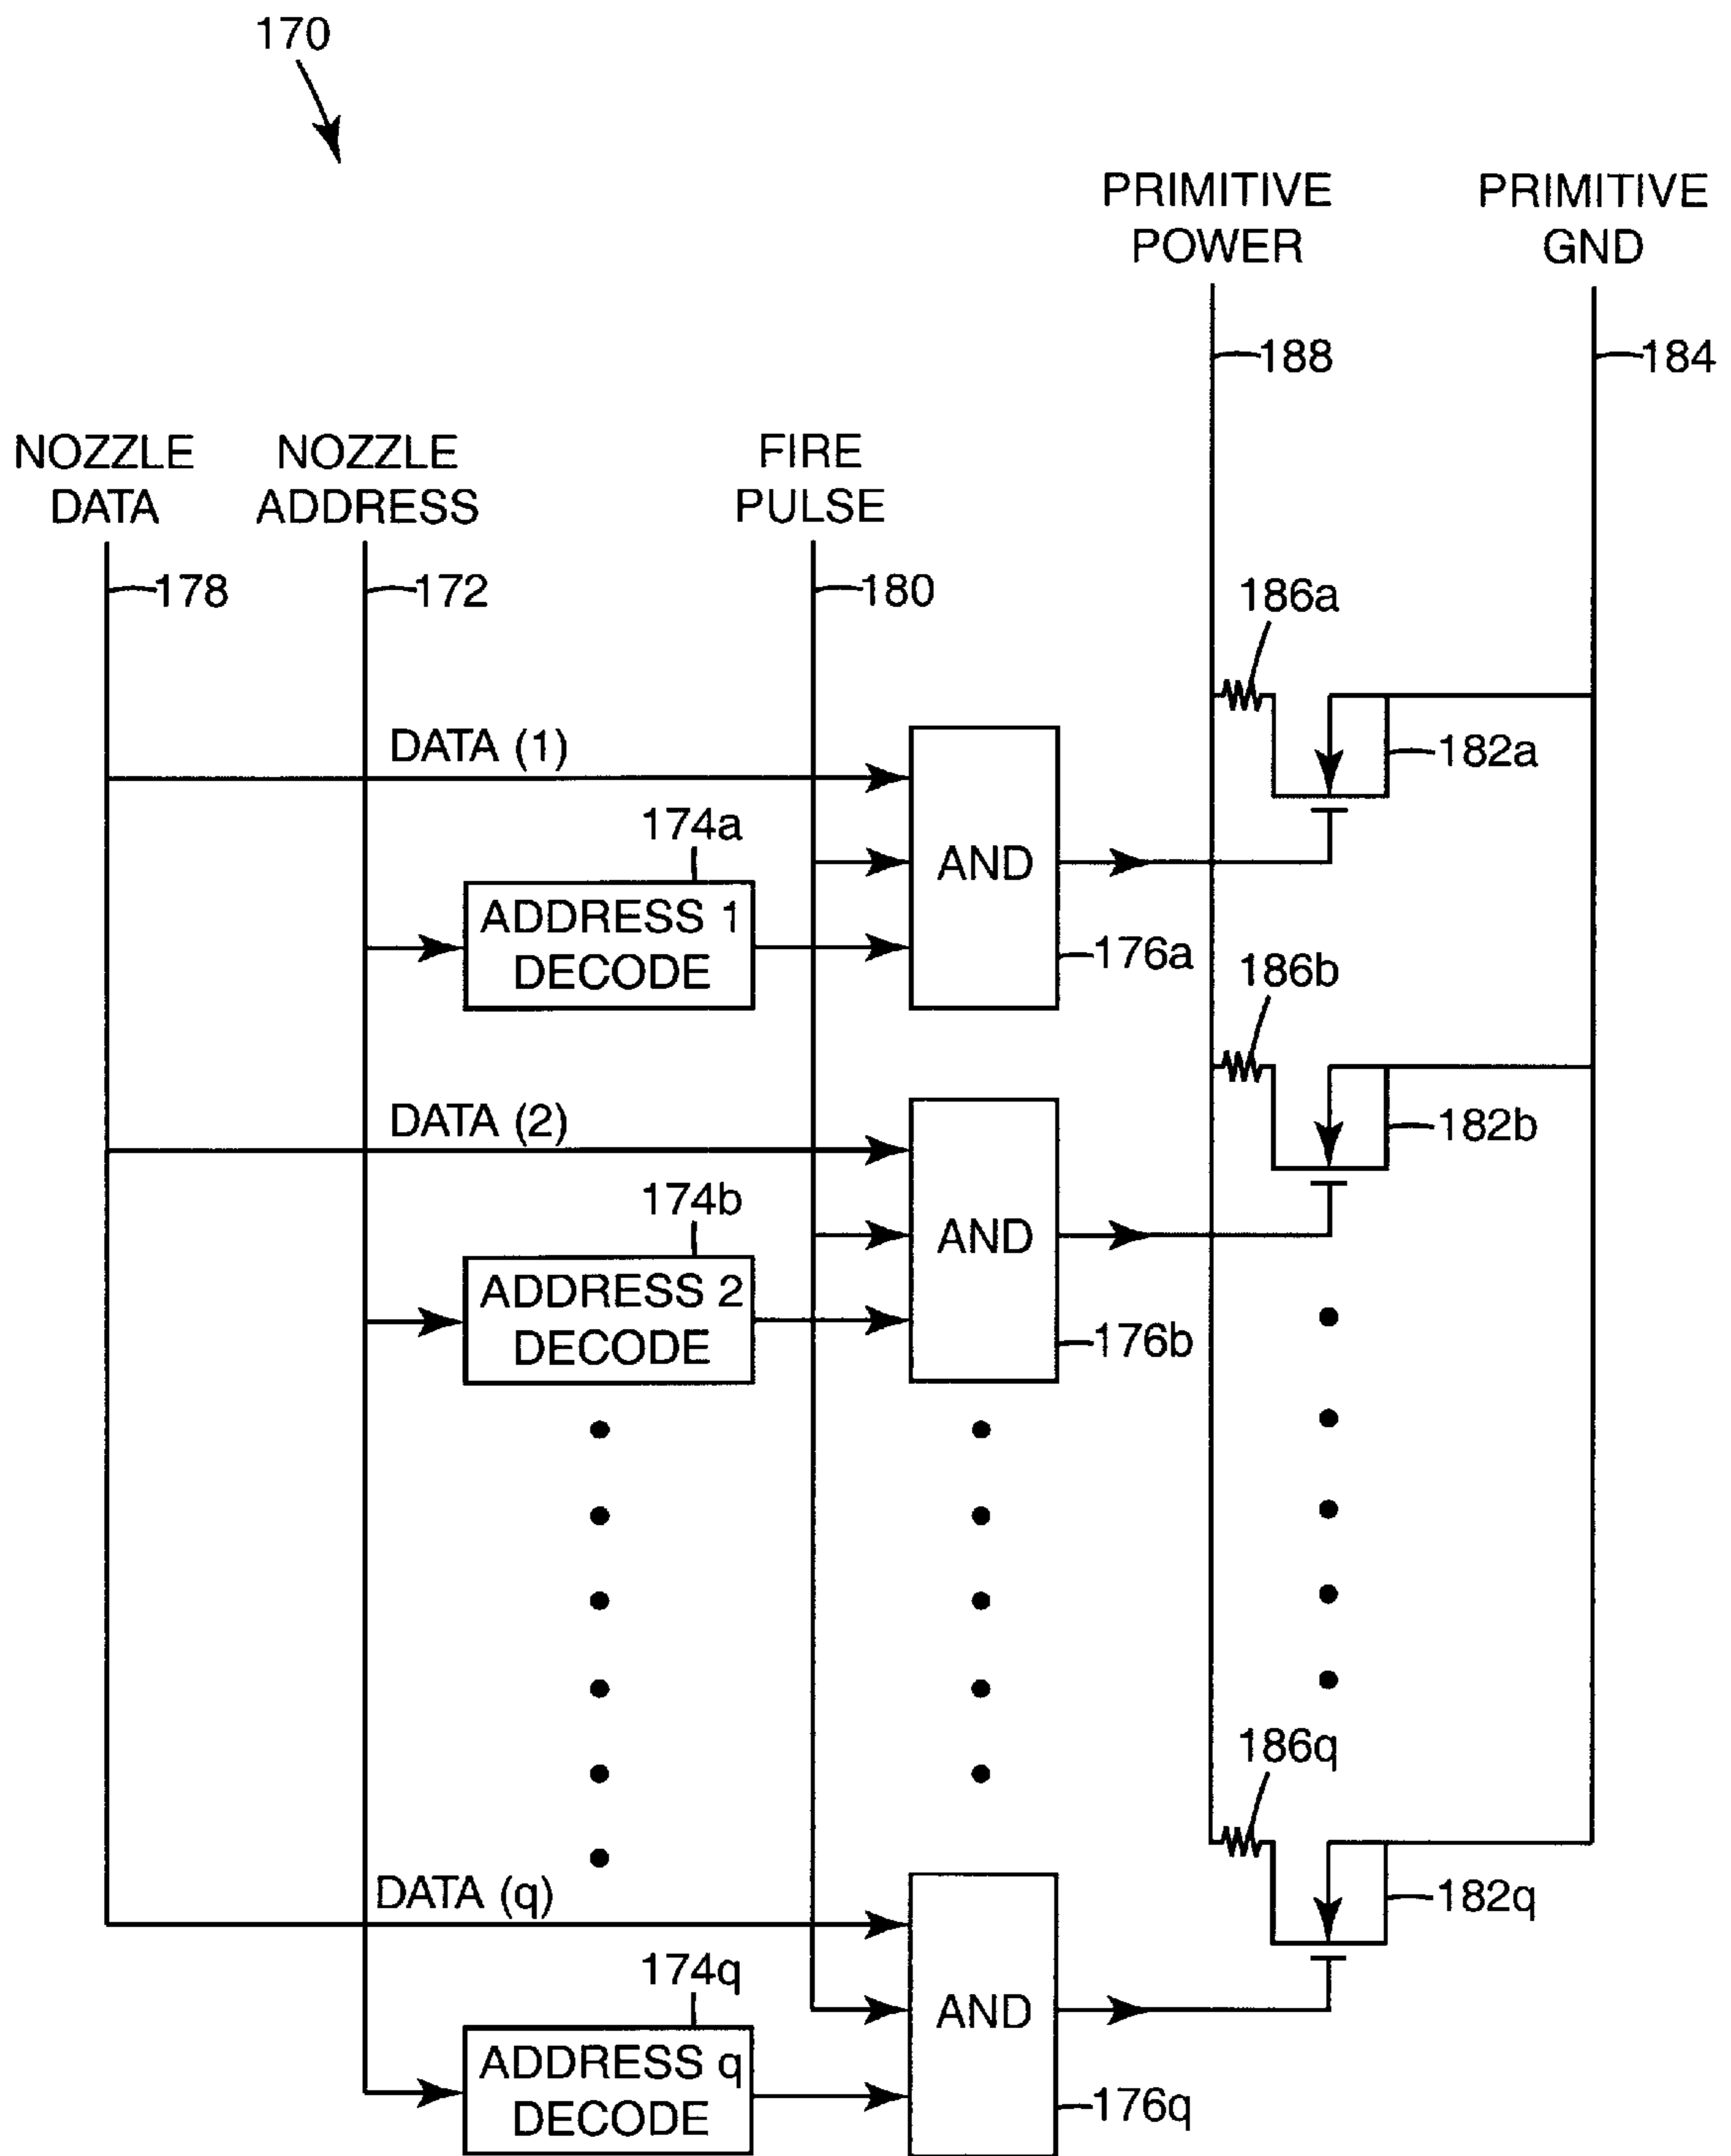 170
PRIMITIVE
POWER
PRIMITIVE
GND
188
184
NOZZLE
DATA
NOZZLE
ADDRESS
FIRE
PULSE
178
172
180
186a
DATA (1)
182a
174a
AND
ADDRESS 1
DECODE
176a
186b
DATA (2)
182b
174b
AND
ADDRESS 2
DECODE
176b
186q
DATA (q)
182q
174q
AND
ADDRESS q
DECODE
176q